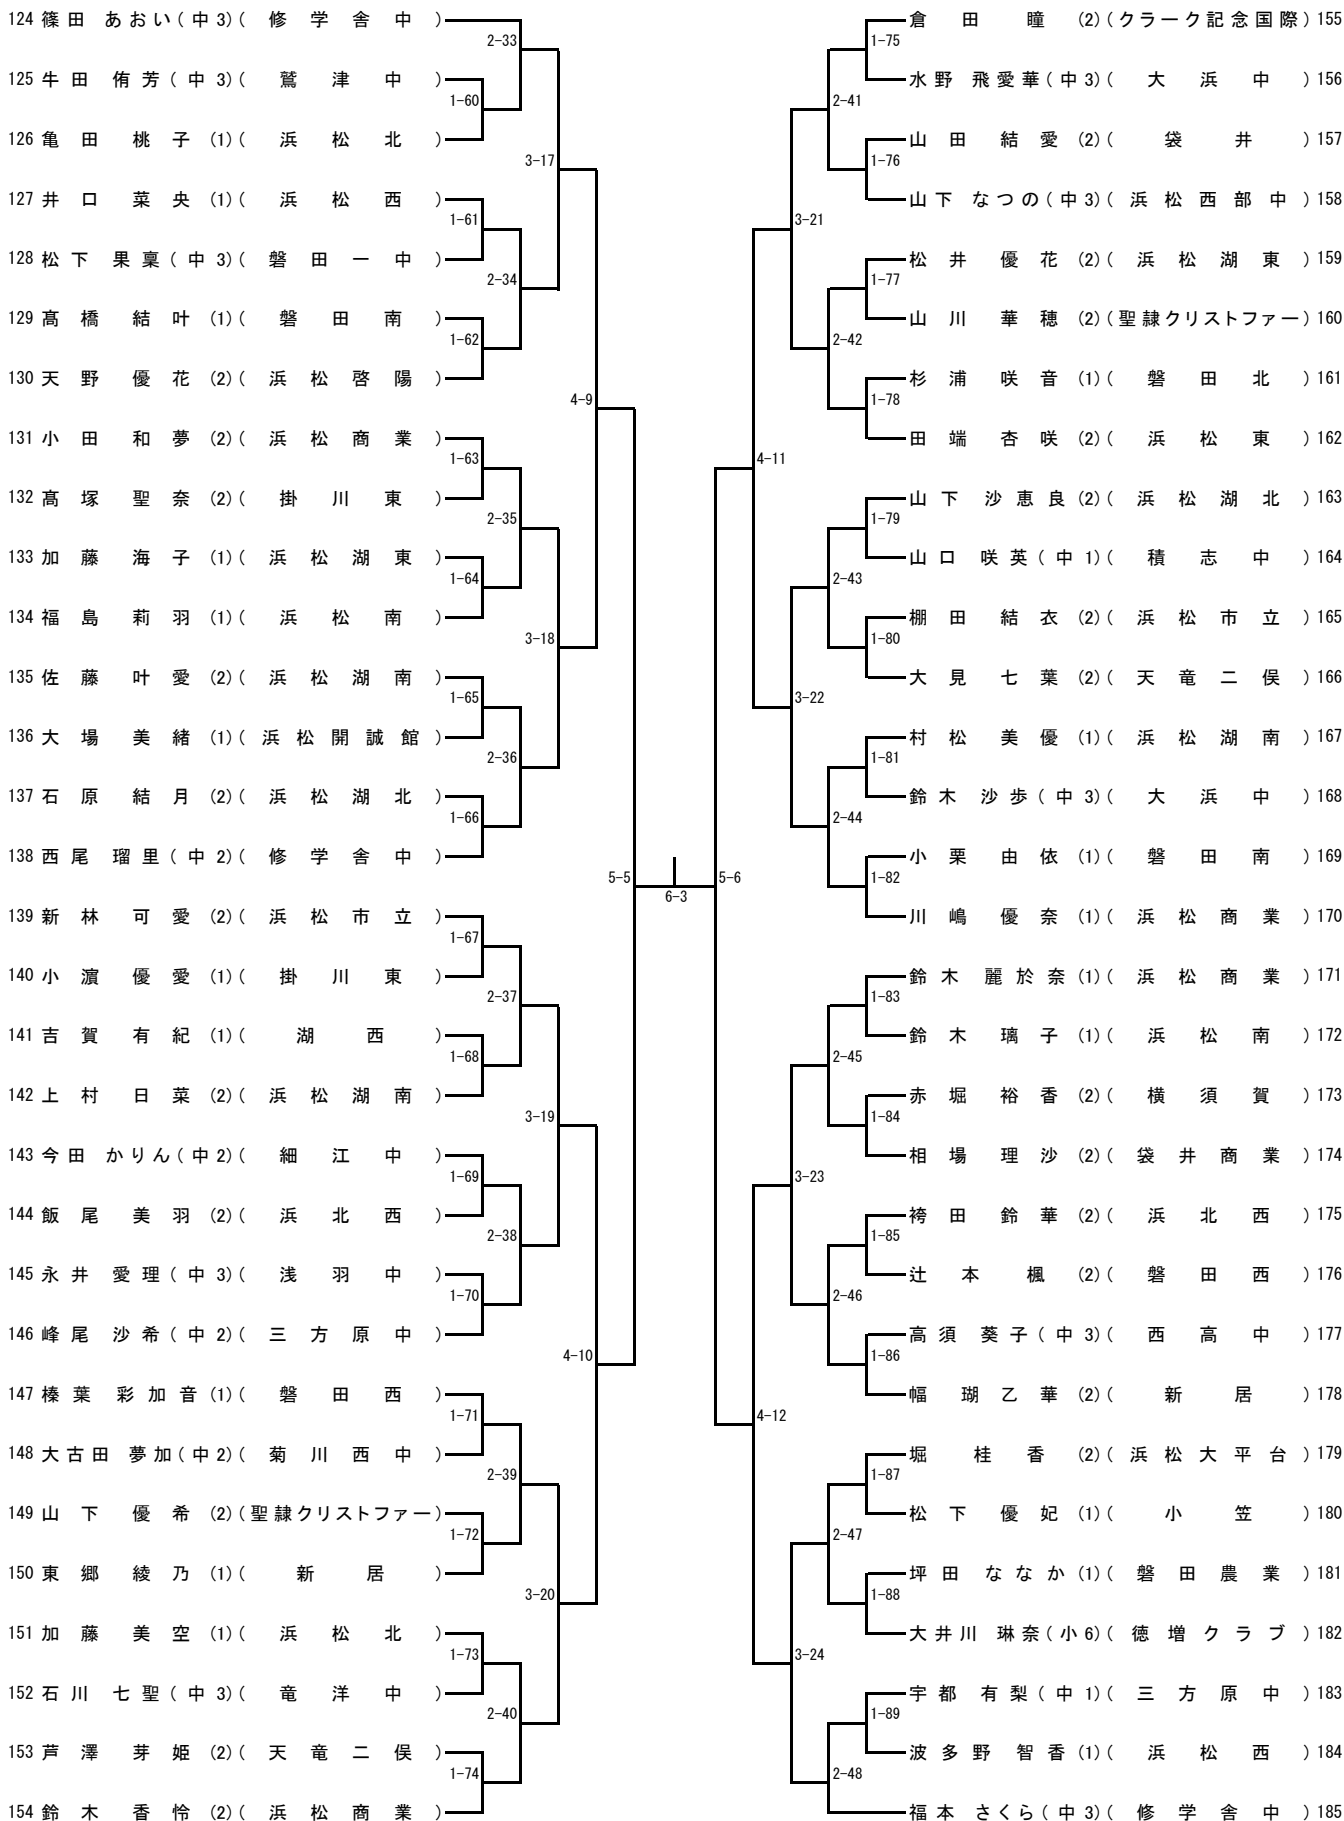 124 篠田 あおい(中3)(修学舎中)
2-33
125 牛田 侑芳(中3)(鷲津中)
1-60
126 亀田 桃子(1)(浜松北)
3-17
127 井口 菜央(1)(浜松西)
1-61
128 松下 果稟(中3)(磐田一中)
2-34
129 髙橋 結叶(1)(磐田南)
1-62
130 天野 優花(2)(浜松啓陽)
4-9
131 小田 和夢(2)(浜松商業)
1-63
132 髙塚 聖奈(2)(掛川東)
2-35
133 加藤 海子(1)(浜松湖東)
1-64
134 福島 莉羽(1)(浜松南)
3-18
135 佐藤 叶愛(2)(浜松湖南)
1-65
136 大場 美緒(1)(浜松開誠館)
2-36
137 石原 結月(2)(浜松湖北)
1-66
138 西尾 瑠里(中2)(修学舎中)
5-5
139 新林 可愛(2)(浜松市立)
1-67
140 小濵 優愛(1)(掛川東)
2-37
141 吉賀 有紀(1)(湖西)
1-68
142 上村 日菜(2)(浜松湖南)
3-19
143 今田 かりん(中2)(細江中)
1-69
144 飯尾 美羽(2)(浜北西)
2-38
145 永井 愛理(中3)(浅羽中)
1-70
146 峰尾 沙希(中2)(三方原中)
4-10
147 榛葉 彩加音(1)(磐田西)
1-71
148 大古田 夢加(中2)(菊川西中)
2-39
149 山下 優希(2)(聖隷クリストファー)
1-72
150 東郷 綾乃(1)(新居)
3-20
151 加藤 美空(1)(浜松北)
1-73
152 石川 七聖(中3)(竜洋中)
2-40
153 芦澤 芽姫(2)(天竜二俣)
1-74
154 鈴木 香怜(2)(浜松商業)
6-3
倉田 瞳(2)(クラーク記念国際) 155
1-75
水野 飛愛華(中3)(大浜中) 156
2-41
山田 結愛(2)(袋井) 157
1-76
山下 なつの(中3)(浜松西部中) 158
3-21
松井 優花(2)(浜松湖東) 159
1-77
山川 華穂(2)(聖隷クリストファー) 160
2-42
杉浦 咲音(1)(磐田北) 161
1-78
田端 杏咲(2)(浜松東) 162
4-11
山下 沙恵良(2)(浜松湖北) 163
1-79
山口 咲英(中1)(積志中) 164
2-43
棚田 結衣(2)(浜松市立) 165
1-80
大見 七葉(2)(天竜二俣) 166
3-22
村松 美優(1)(浜松湖南) 167
1-81
鈴木 沙歩(中3)(大浜中) 168
2-44
小栗 由依(1)(磐田南) 169
1-82
川嶋 優奈(1)(浜松商業) 170
5-6
鈴木 麗於奈(1)(浜松商業) 171
1-83
鈴木 璃子(1)(浜松南) 172
2-45
赤堀 裕香(2)(横須賀) 173
1-84
相場 理沙(2)(袋井商業) 174
3-23
袴田 鈴華(2)(浜北西) 175
1-85
辻本 楓(2)(磐田西) 176
2-46
高須 葵子(中3)(西高中) 177
1-86
幅 瑚乙華(2)(新居) 178
4-12
堀 桂香(2)(浜松大平台) 179
1-87
松下 優妃(1)(小笠) 180
2-47
坪田 ななか(1)(磐田農業) 181
1-88
大井川 琳奈(小6)(徳増クラブ) 182
3-24
宇都 有梨(中1)(三方原中) 183
1-89
波多野 智香(1)(浜松西) 184
2-48
福本 さくら(中3)(修学舎中) 185